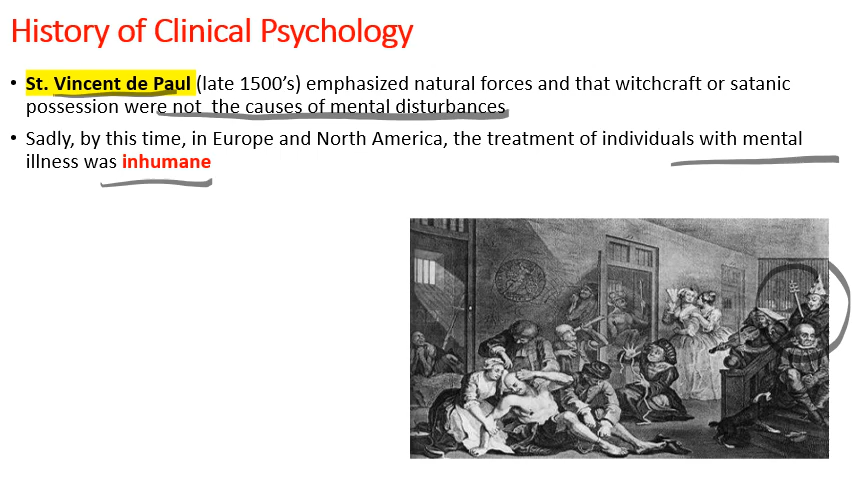 History of Clinical Psychology
• St. Vincent de Paul (late 1500’s) emphasized natural forces and that witchcraft or satanic
possession were not the causes of mental disturbances
• Sadly, by this time, in Europe and North America, the treatment of individuals with mental
illness was inhumane